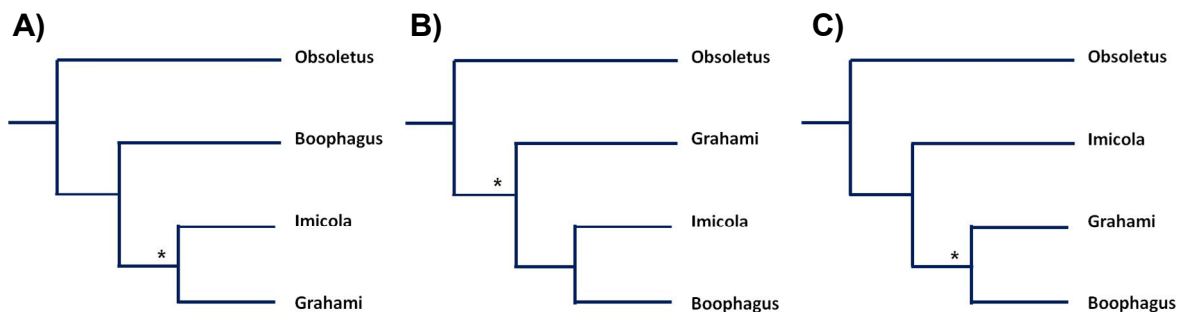 A)
Obsoletus
Boophagus
*
Imicola
Grahami
B)
Obsoletus
*
Grahami
Imicola
Boophagus
C)
Obsoletus
Imicola
*
Grahami
Boophagus